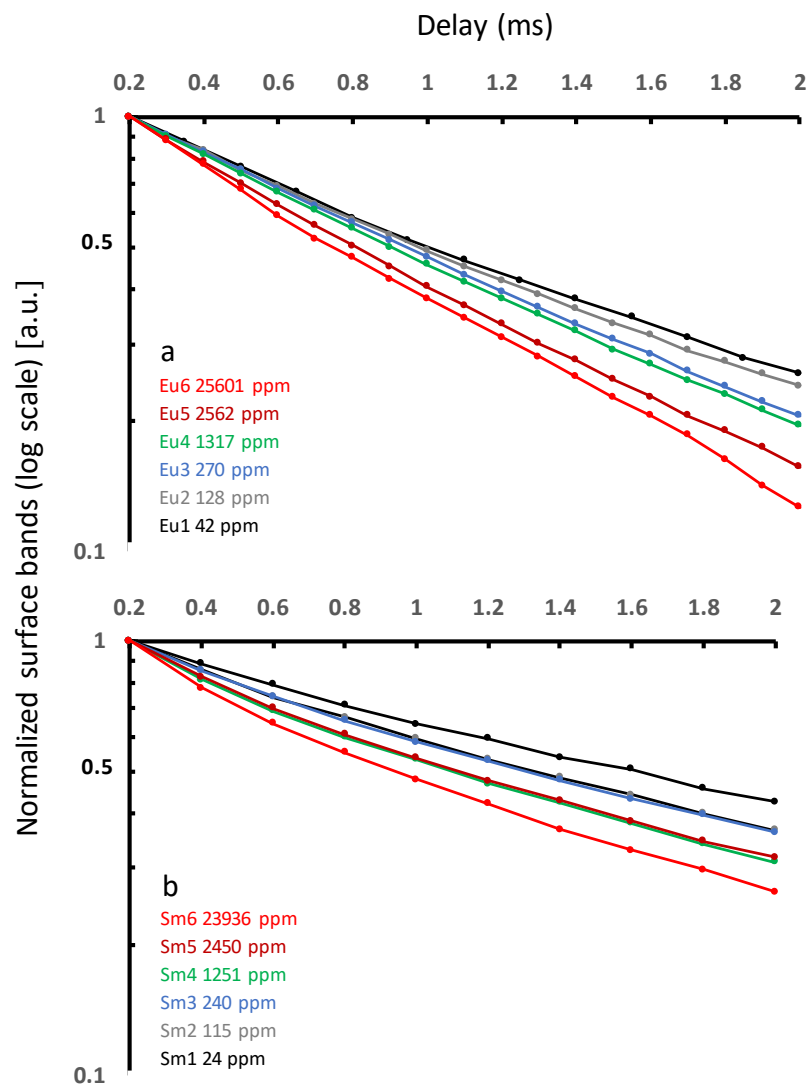 Delay (ms)
0.2 0.4 0.6 0.8 1 1.2 1.4 1.6 1.8 2
1
0.5
0.1
Normalized surface bands (log scale) [a.u.]
a
Eu6 25601 ppm
Eu5 2562 ppm
Eu4 1317 ppm
Eu3 270 ppm
Eu2 128 ppm
Eu1 42 ppm
0.2 0.4 0.6 0.8 1 1.2 1.4 1.6 1.8 2
1
0.5
0.1
b
Sm6 23936 ppm
Sm5 2450 ppm
Sm4 1251 ppm
Sm3 240 ppm
Sm2 115 ppm
Sm1 24 ppm